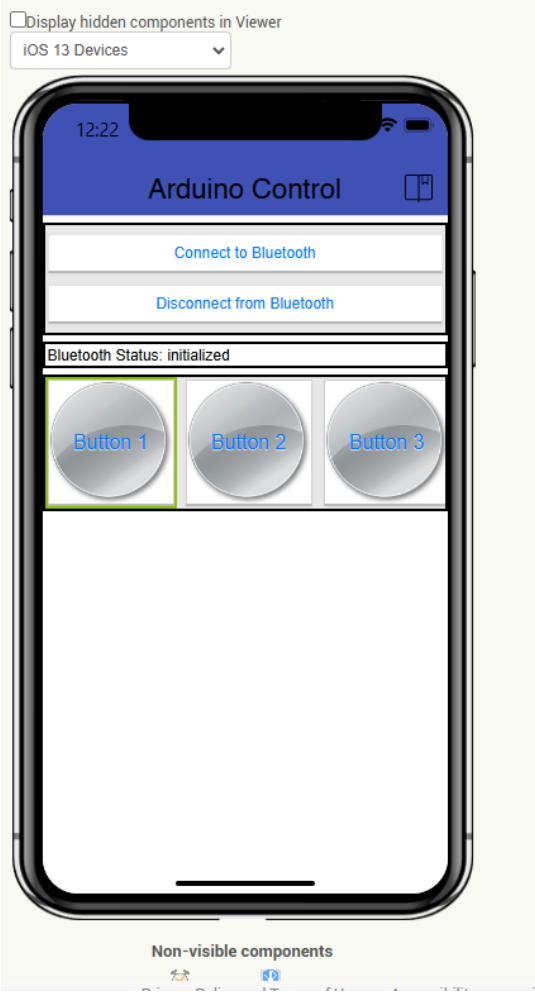 Display hidden components in Viewer
iOS 13 Devices
12:22
Arduino Control
Connect to Bluetooth
Disconnect from Bluetooth
Bluetooth Status: initialized
Button 1 Button 2 Button 3
Non-visible components